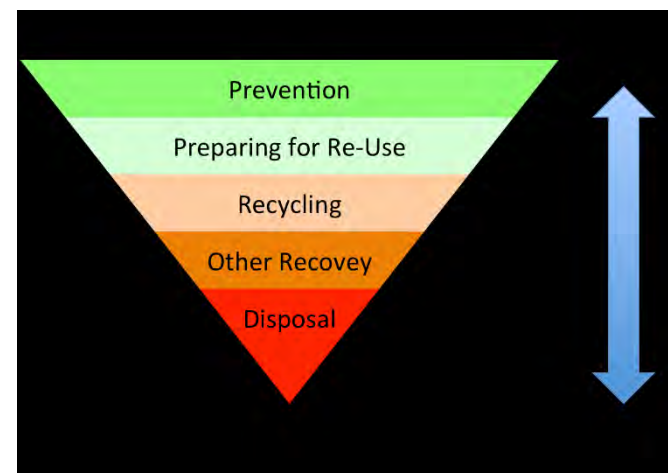 Prevention
Preparing for Re-Use
Recycling
Other Recovey
Disposal